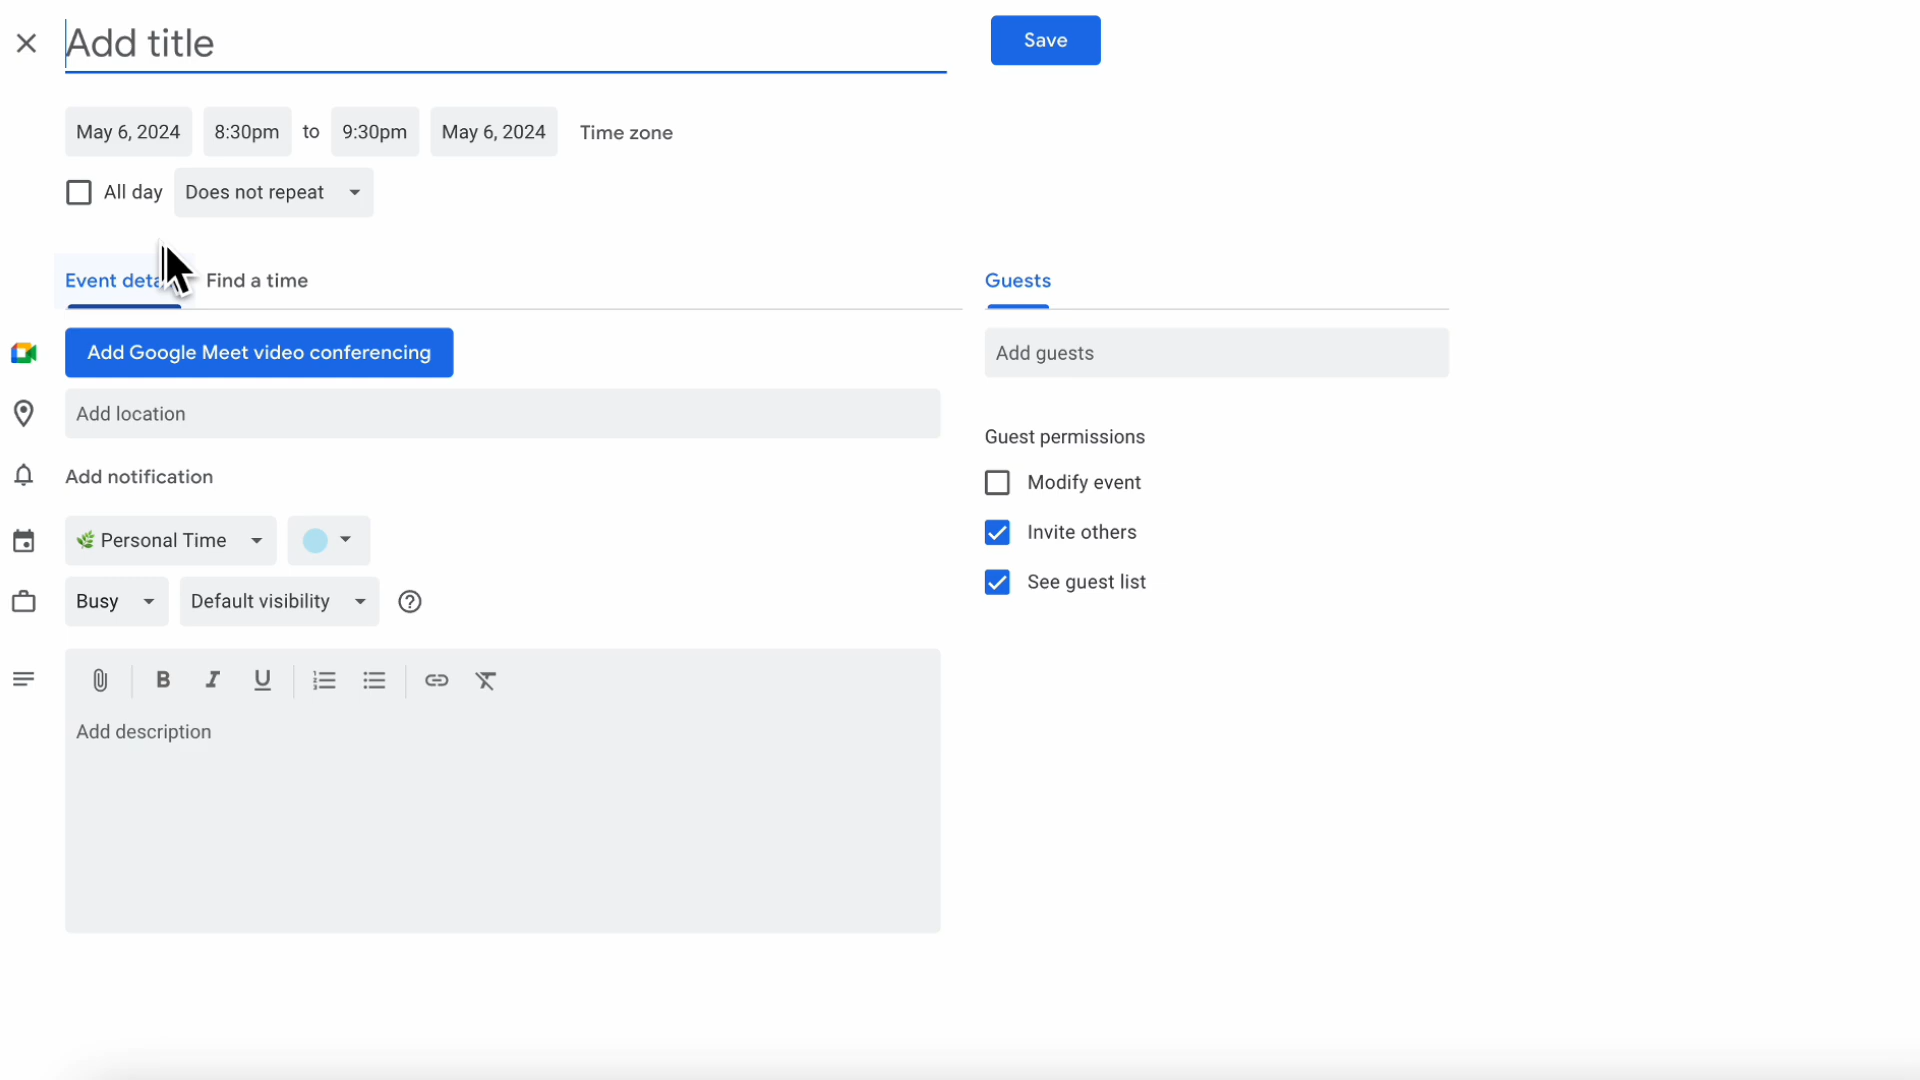 Add title
Save
May 6, 2024 8:30pm to 9:30pm May 6, 2024 Time zone
All day Does not repeat
Event Find a time
Guests
Add Google Meet video conferencing
Add guests
Add location
Guest permissions
Add notification
Modify event
Invite others
Personal Time
See guest list
Busy Default visibility
B I U
Add description